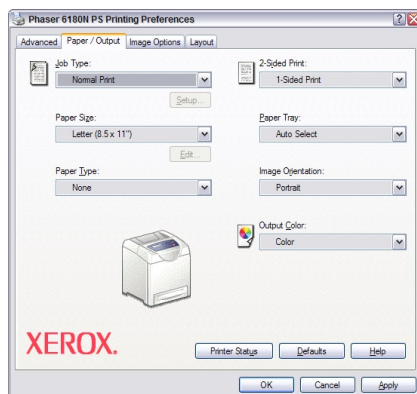 Phaser 6180N PS Printing Preferences
Advanced Paper / Output Image Options Layout
Job Type:
Normal Print
Setup...
Paper Size:
Letter (8.5 x 11")
Edit...
Paper Type:
None
2-Sided Print:
1-Sided Print
Paper Tray:
Auto Select
Image Orientation:
Portrait
Output Color:
Color
XEROX.
Printer Status Defaults Help
OK Cancel Apply